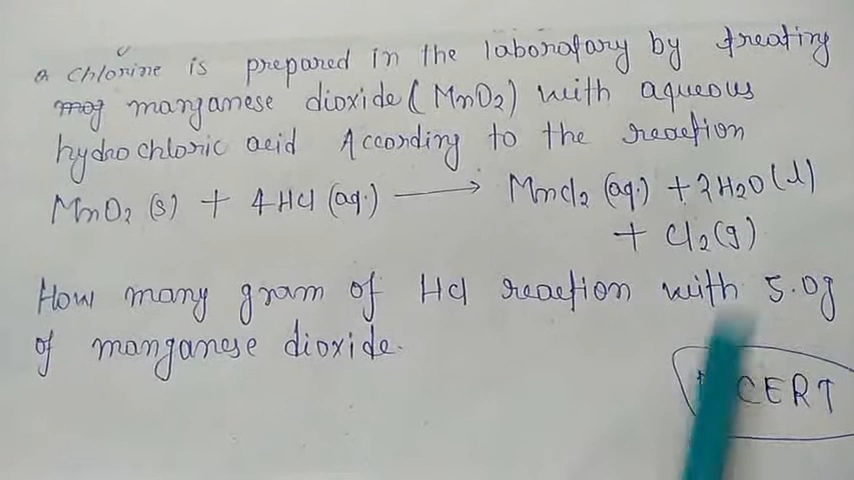 Q Chlorine is prepared in the laboratary by treating
manganese dioxide (MnO2) with aqueous
hydrochloric acid According to the reaction
MnO2 (s) + 4HCl (aq.) ⟶ MnCl2 (aq.) + 2H2O (l)
+ Cl2 (g)
How many gram of HCl reaction with 5.0g
of manganese dioxide.
CERT